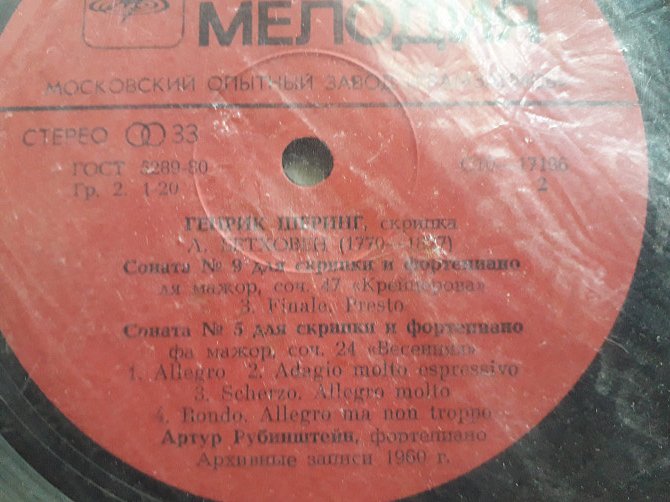 МЕЛОДИЯ
МОСКОВСКИЙ ОПЫТНЫЙ ЗАВОД
СТЕРЕО 33
ГОСТ 5289-80
Гр. 2. 1-20
2
ГЕНРИК ШЕРИНГ, скрипка
Л. БЕТХОВЕН (1770—1827)
Соната № 9 для скрипки и фортепиано
ля мажор, соч. 47 «Крейцерова»
3. Finale. Presto
Соната № 5 для скрипки и фортепиано
фа мажор, соч. 24 «Весенняя»
1. Allegro 2. Adagio molto espressivo
3. Scherzo. Allegro molto
4. Rondo. Allegro ma non troppo
Артур Рубинштейн, фортепиано
Архивные записи 1960 г.